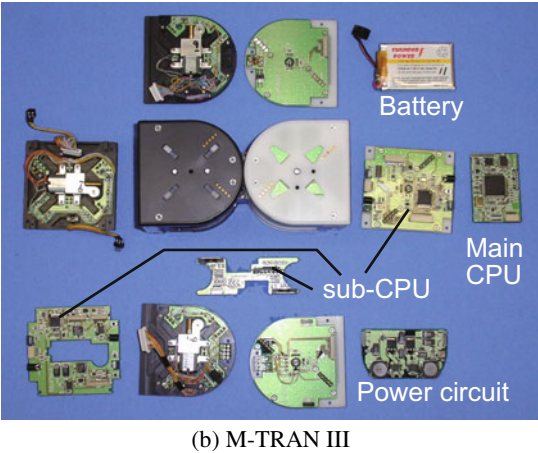 Battery
Main
CPU
sub-CPU
Power circuit
(b) M-TRAN III